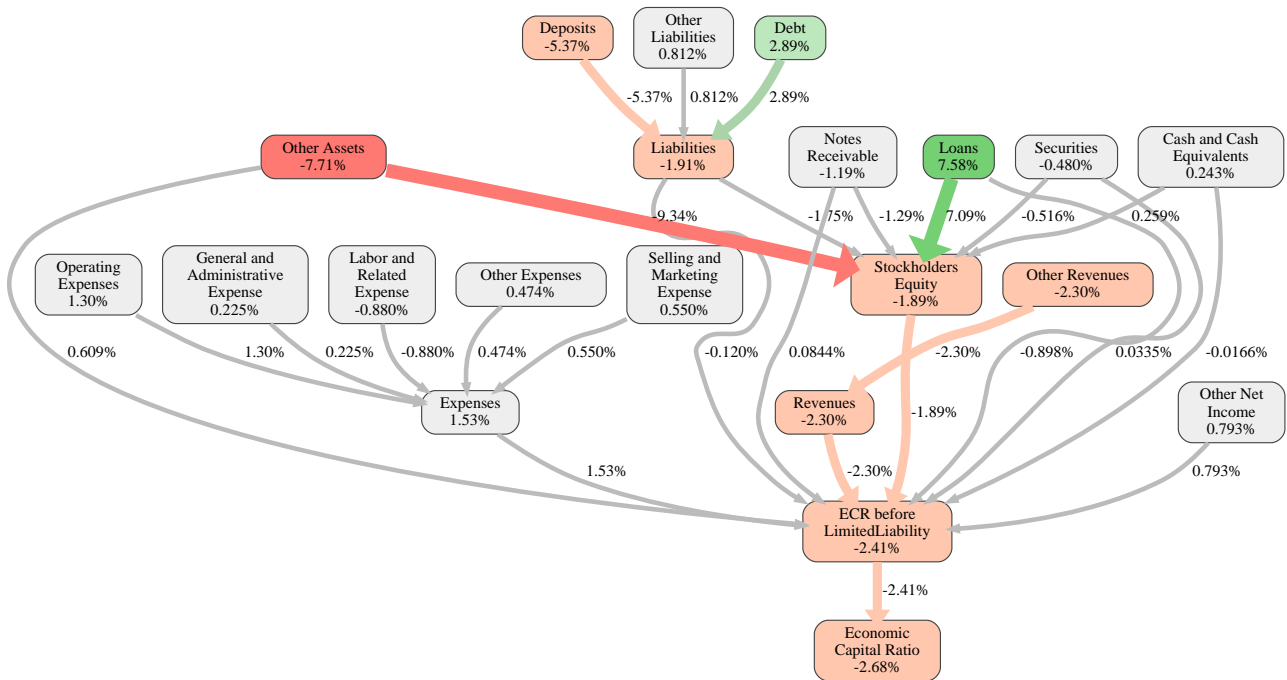 Deposits
-5.37%
Other
Liabilities
0.812%
Debt
2.89%
-5.37%
0.812%
2.89%
Other Assets
-7.71%
Liabilities
-1.91%
Notes
Receivable
-1.19%
Loans
7.58%
Securities
-0.480%
Cash and Cash
Equivalents
0.243%
-9.34%
-1.75%
-1.29%
7.09%
-0.516%
0.259%
Operating
Expenses
1.30%
General and
Administrative
Expense
0.225%
Labor and
Related
Expense
-0.880%
Other Expenses
0.474%
Selling and
Marketing
Expense
0.550%
Stockholders
Equity
-1.89%
Other Revenues
-2.30%
0.609%
1.30%
0.225%
-0.880%
0.474%
0.550%
-0.120%
0.0844%
-2.30%
-0.898%
0.0335%
-0.0166%
Expenses
1.53%
Revenues
-2.30%
-1.89%
Other Net
Income
0.793%
1.53%
-2.30%
0.793%
ECR before
LimitedLiability
-2.41%
-2.41%
Economic
Capital Ratio
-2.68%